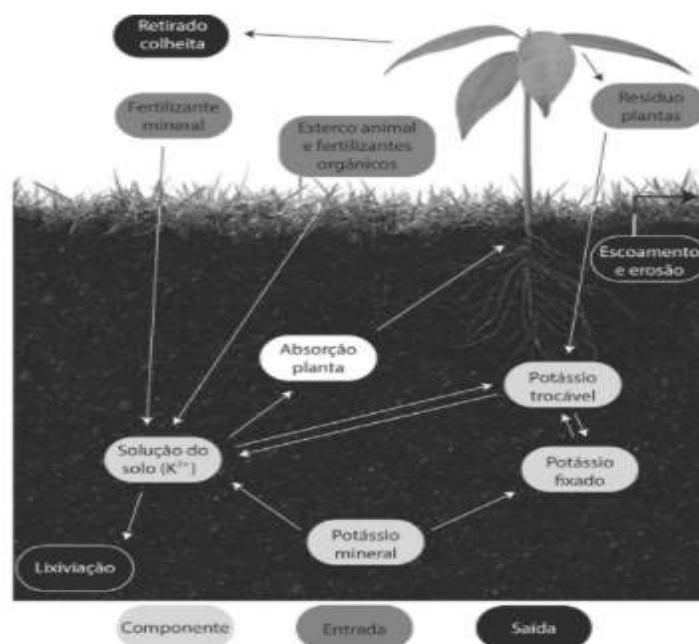 Retirado
colheita
Fertilizante
mineral
Esterco animal
e fertilizantes
orgânicos
Resíduo
plantas
Escoamento
e erosão
Absorção
planta
Potássio
trocável
Solução do
solo (K²⁺)
Potássio
fixado
Potássio
mineral
Lixiviação
Componente
Entrada
Saída